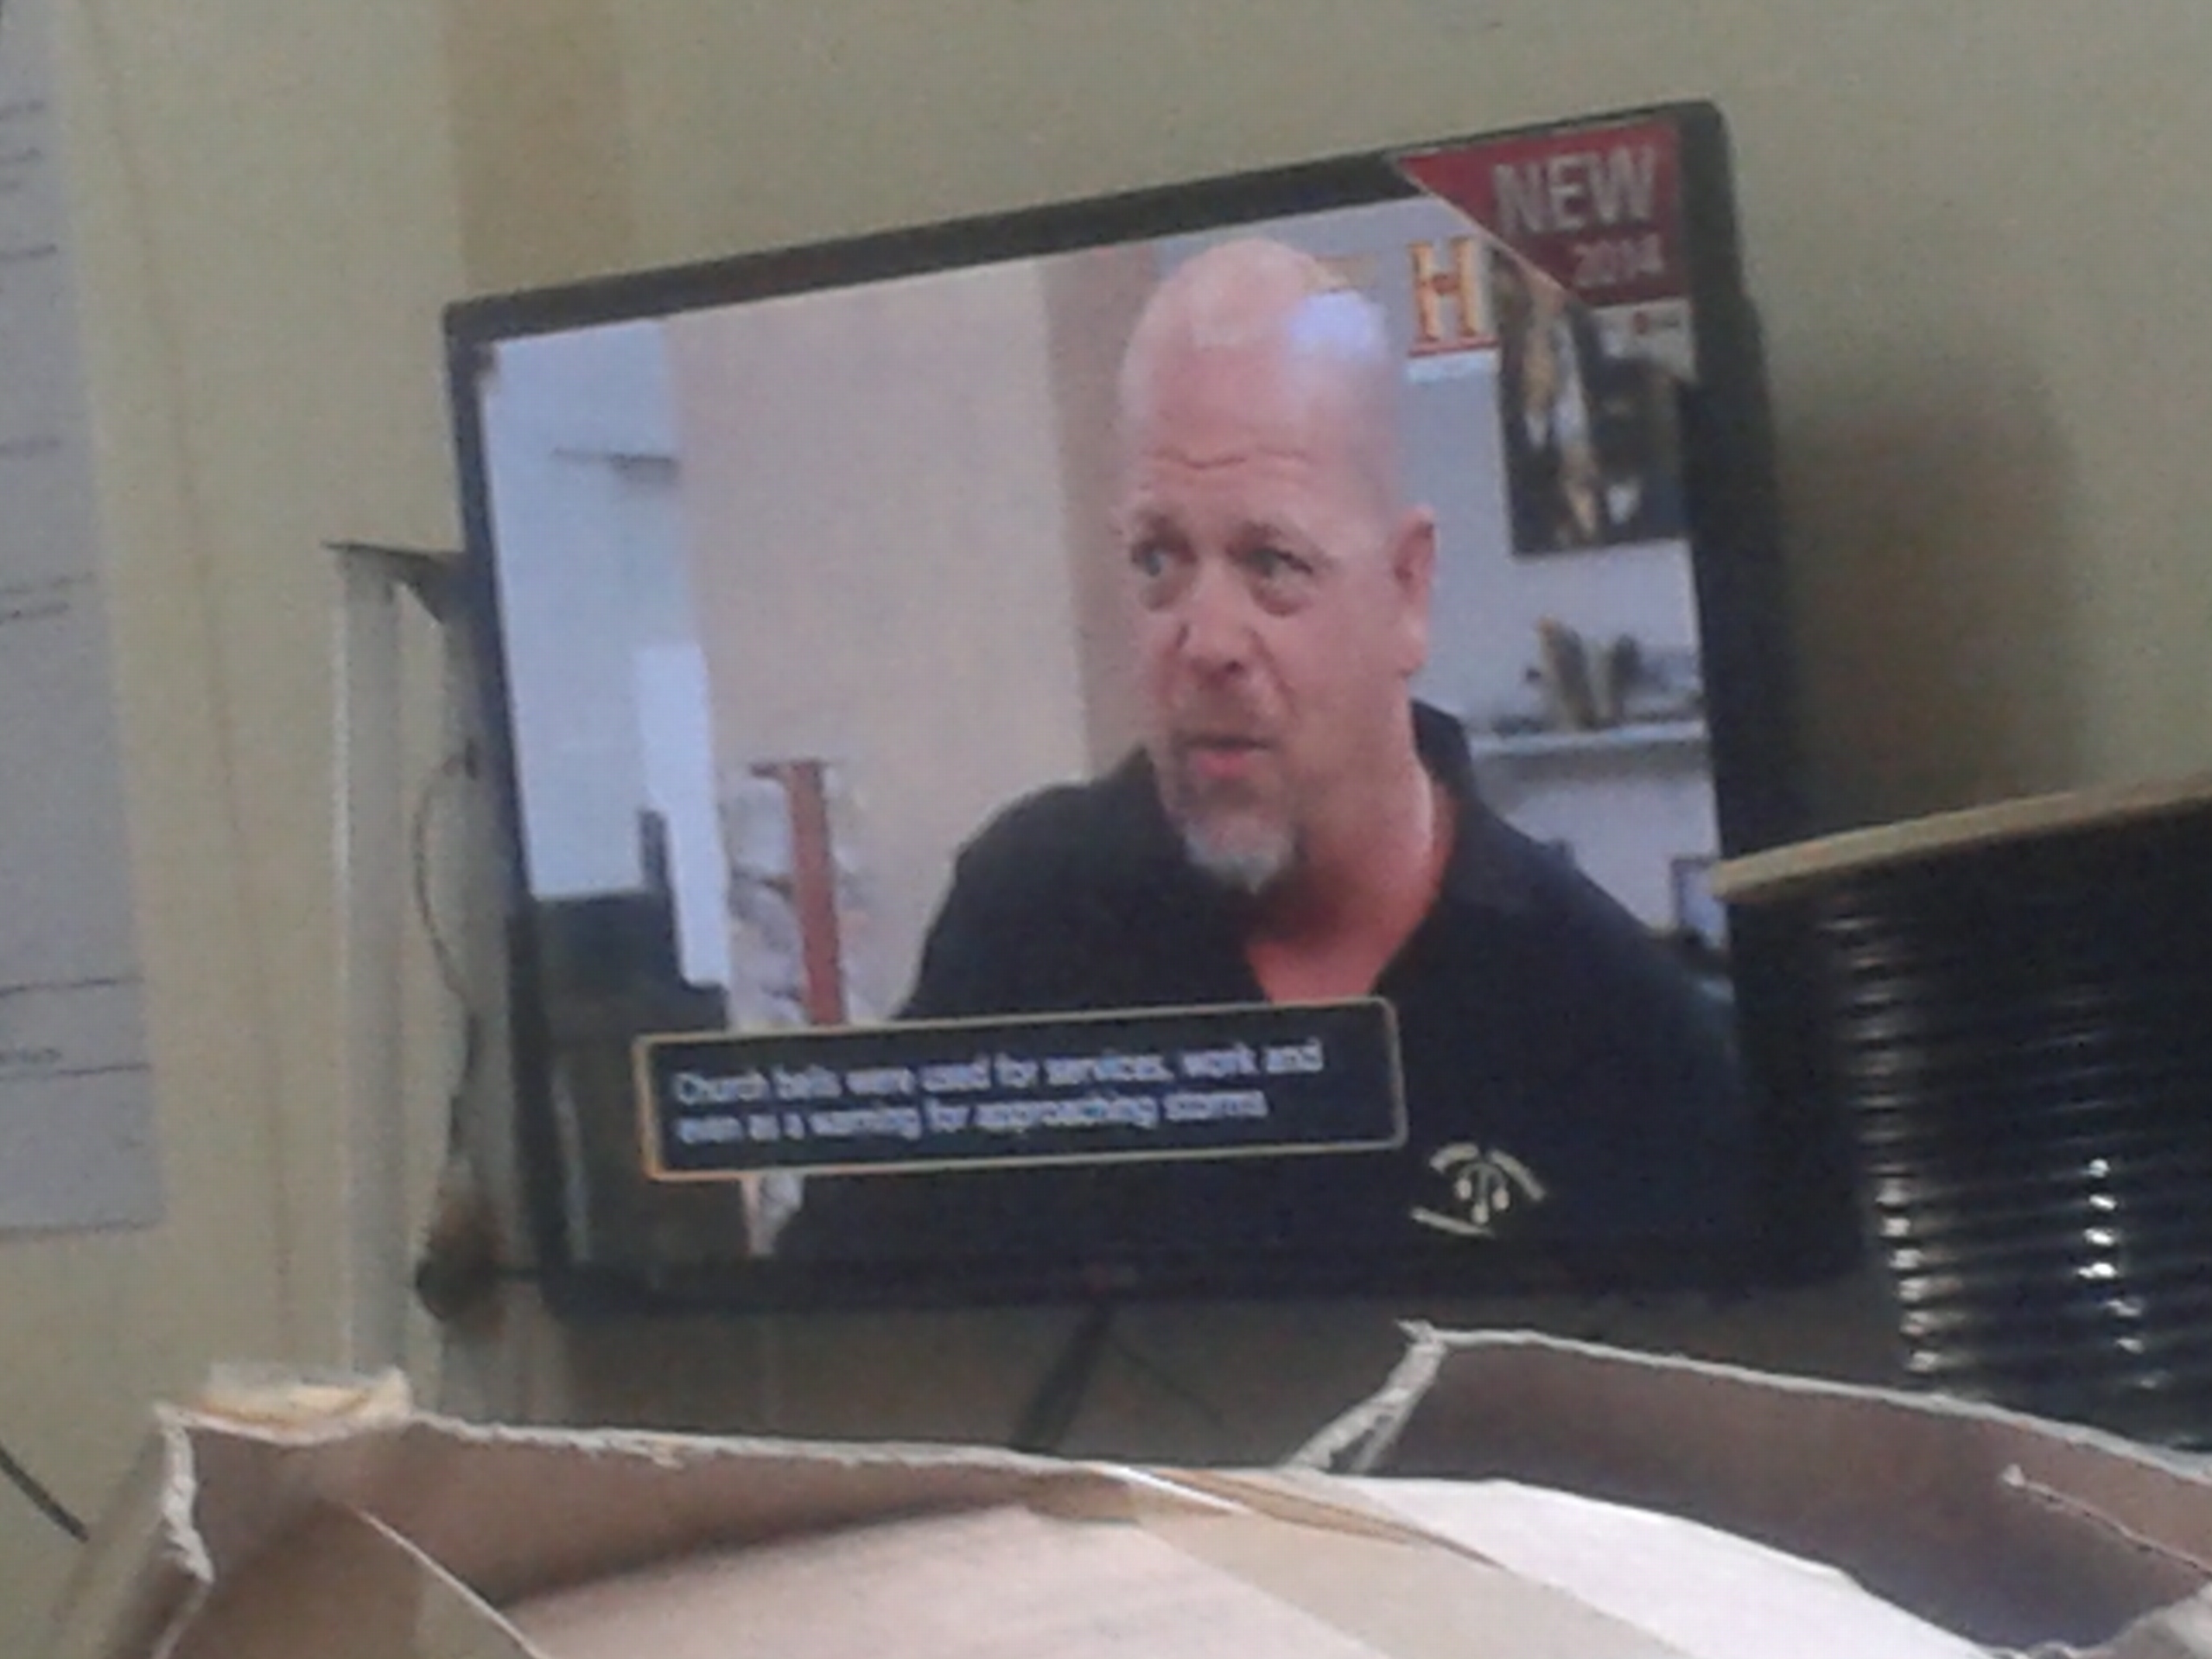 NEW
2014
H
Church bells were used for services, work and
even as a warning for approaching storms